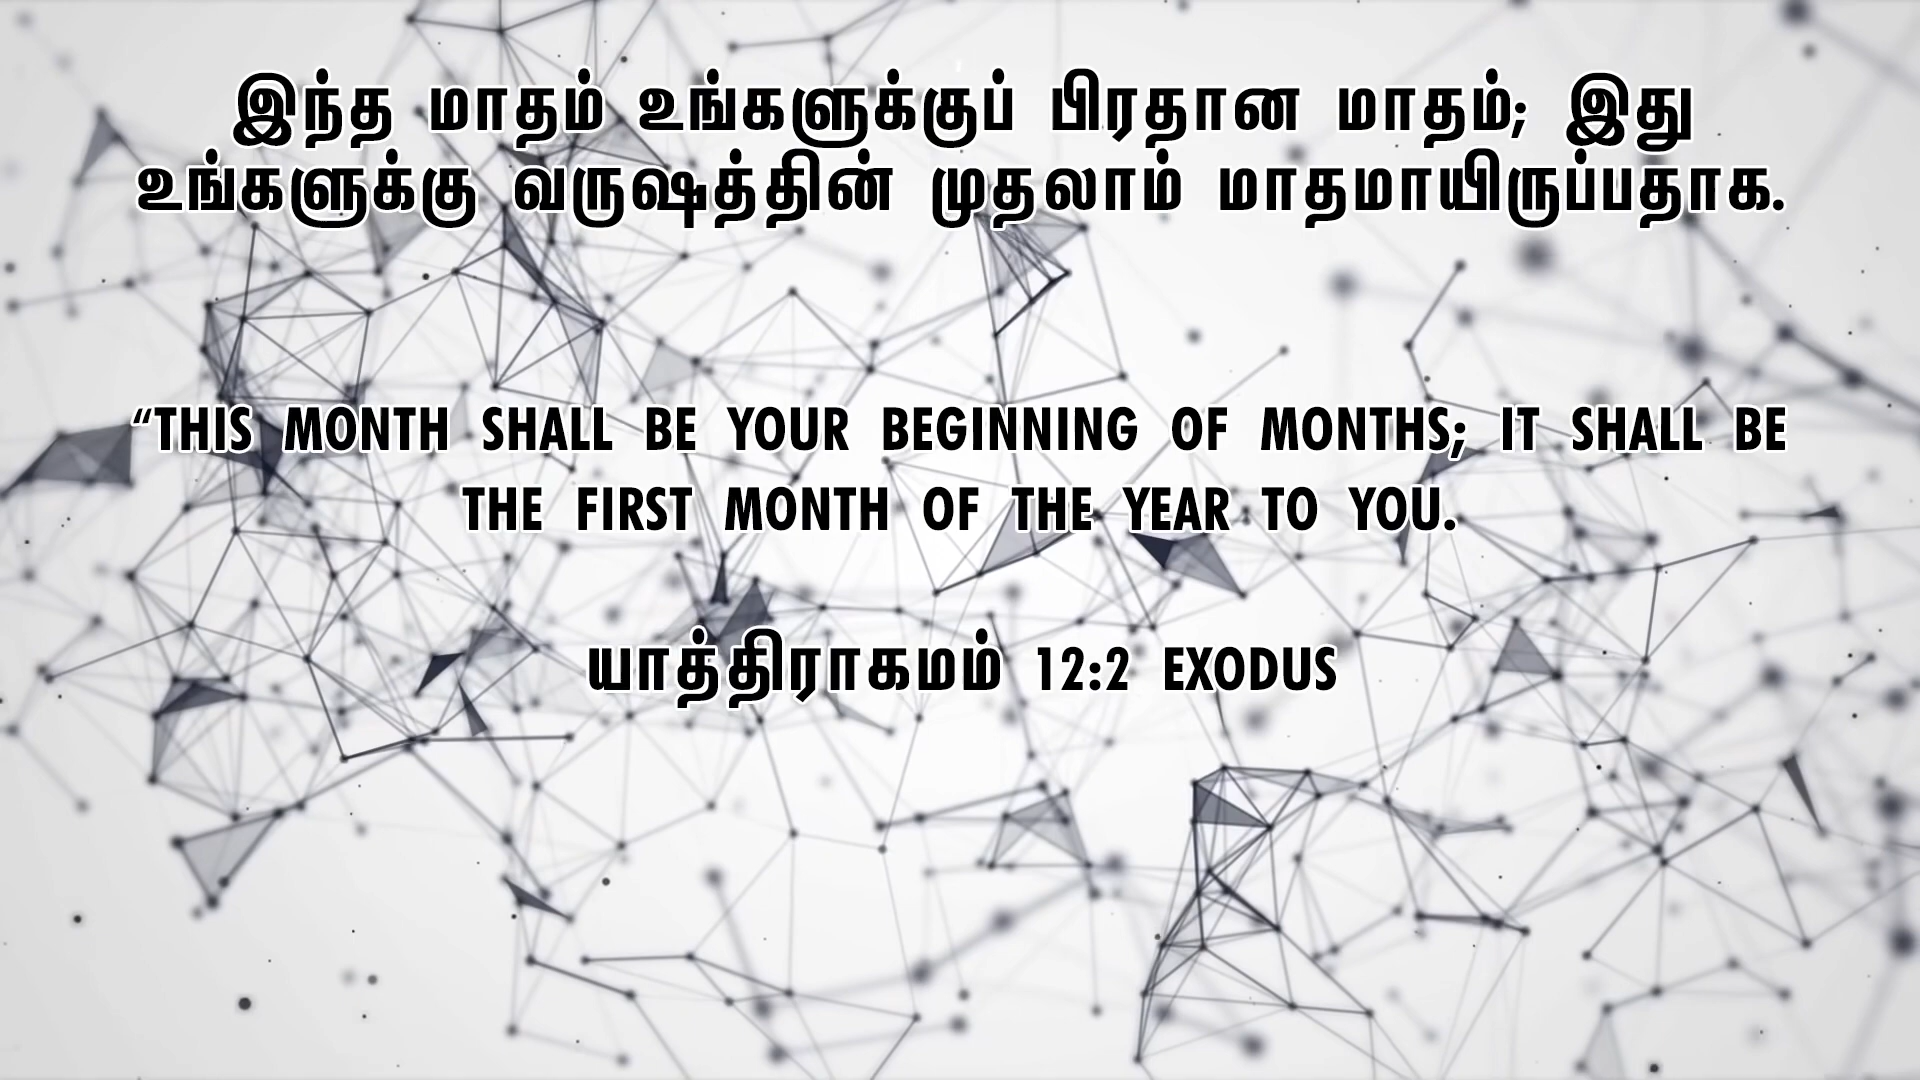 இந்த மாதம் உங்களுக்குப் பிரதான மாதம்; இது
உங்களுக்கு வருஷத்தின் முதலாம் மாதமாயிருப்பதாக.
“THIS MONTH SHALL BE YOUR BEGINNING OF MONTHS; IT SHALL BE
THE FIRST MONTH OF THE YEAR TO YOU.
யாத்திராகமம் 12:2 EXODUS